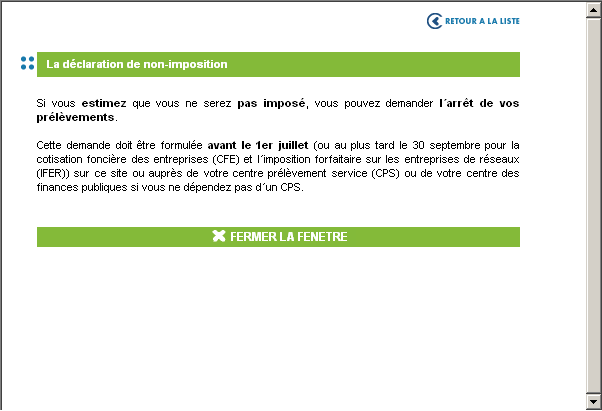 RETOUR A LA LISTE
La déclaration de non-imposition
Si vous estimez que vous ne serez pas imposé, vous pouvez demander l´arrêt de vos
prélèvements.
Cette demande doit être formulée avant le 1er juillet (ou au plus tard le 30 septembre pour la
cotisation foncière des entreprises (CFE) et l´imposition forfaitaire sur les entreprises de réseaux
(IFER)) sur ce site ou auprès de votre centre prélèvement service (CPS) ou de votre centre des
finances publiques si vous ne dépendez pas d´un CPS.
FERMER LA FENETRE